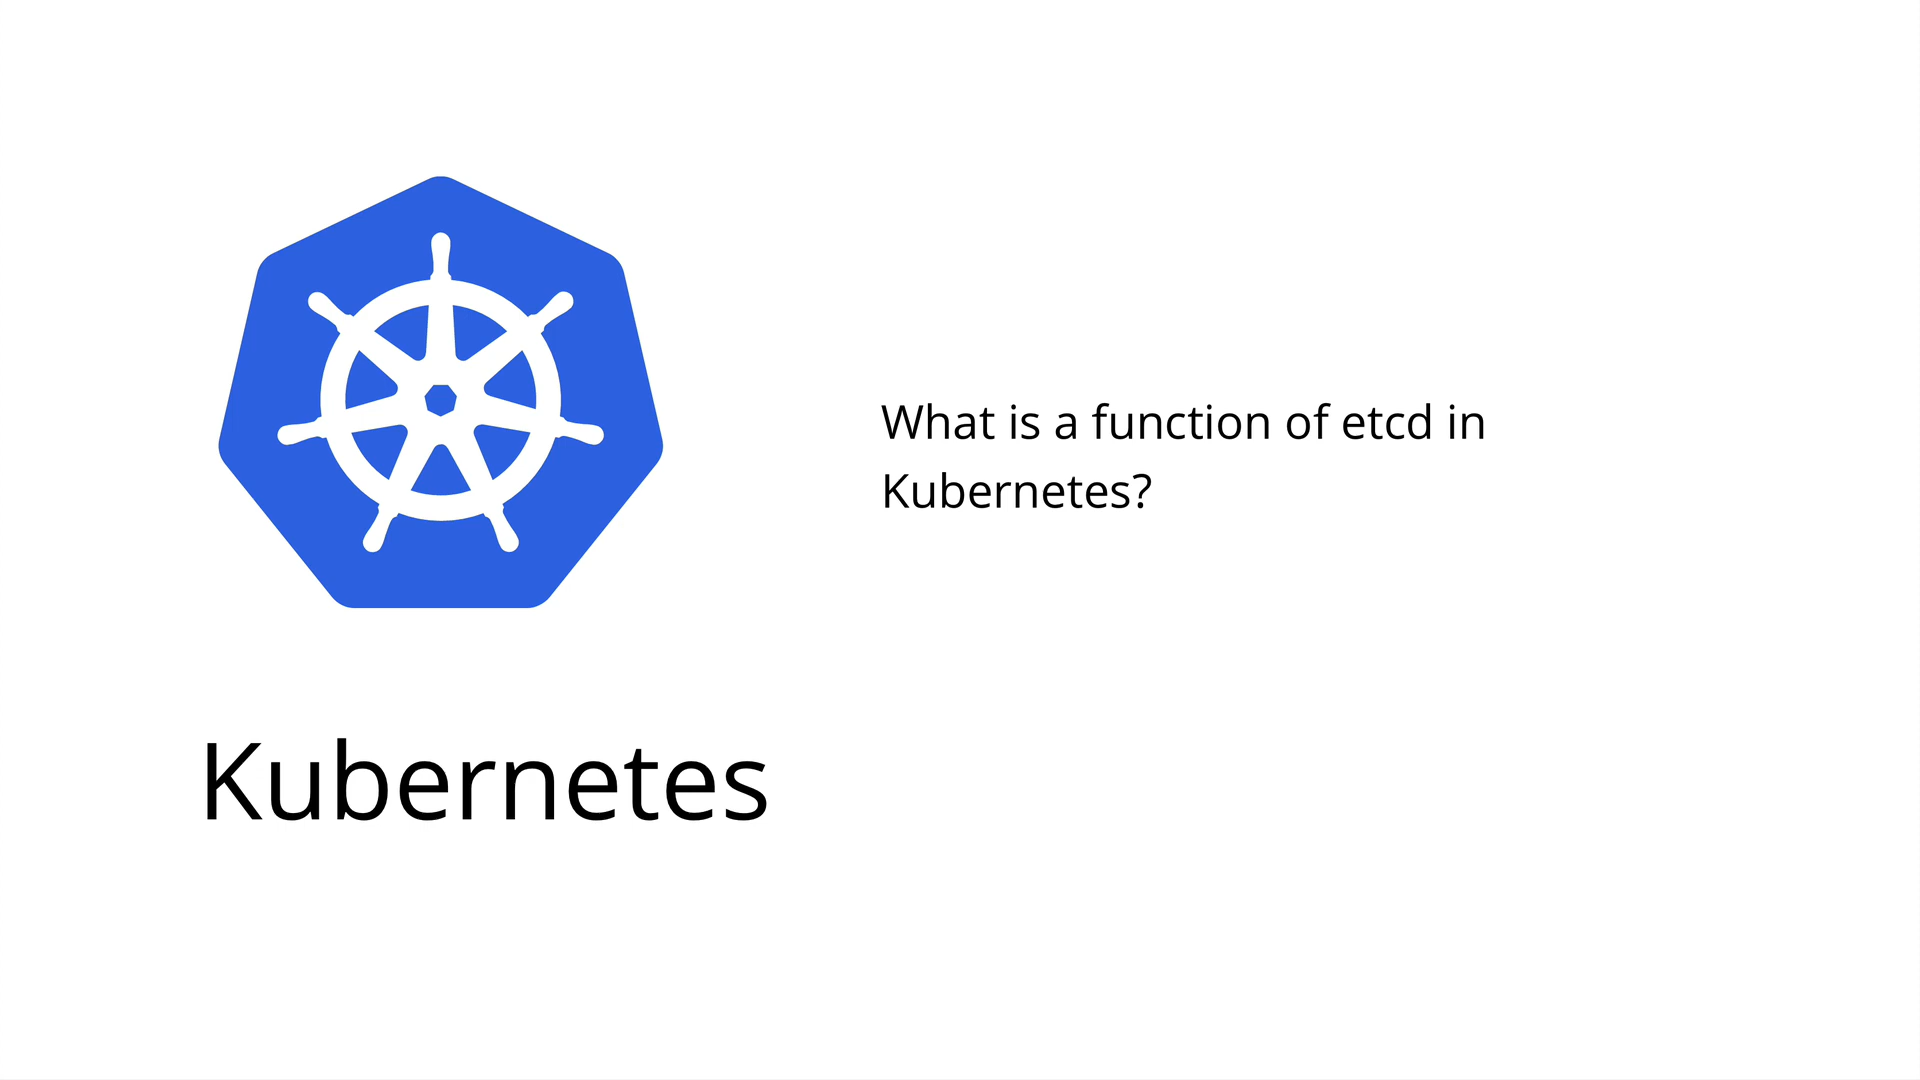 What is a function of etcd in
Kubernetes?
Kubernetes